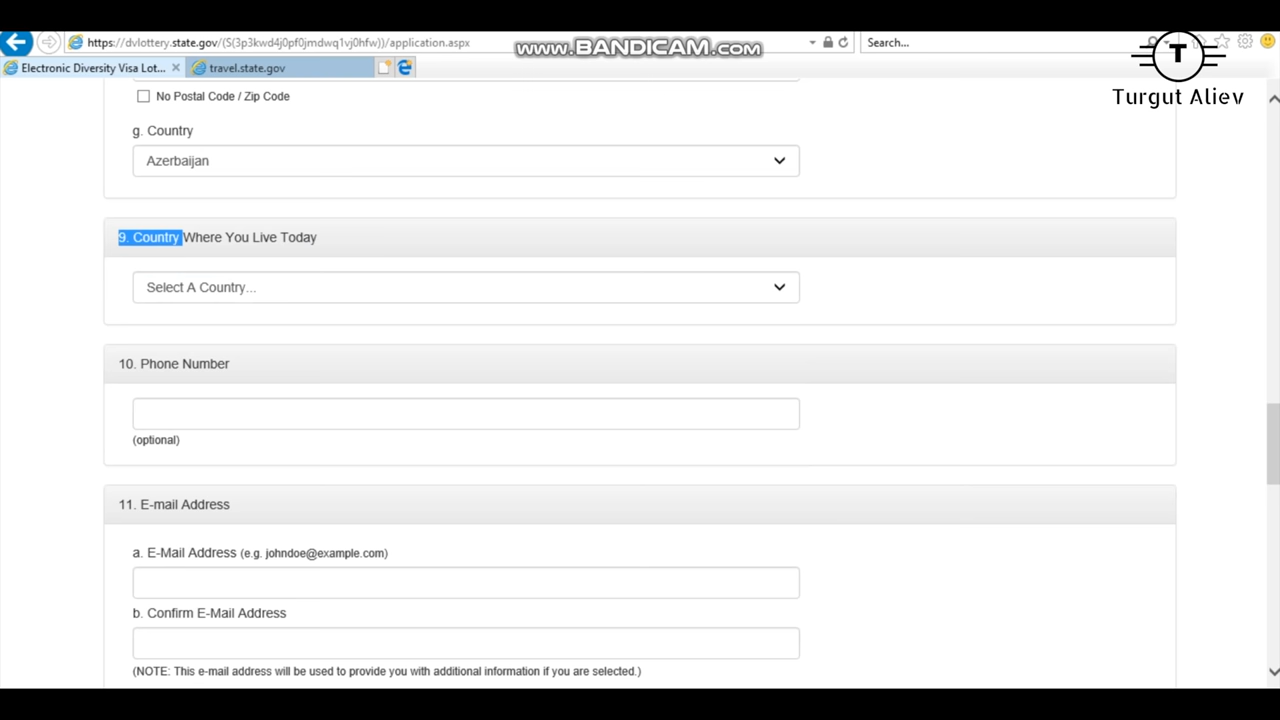 https://dvlottery.state.gov/(S(3p3kwd4j0pf0jmdwq1vj0hfw))/application.aspx
www.BANDICAM.com
Search...
Electronic Diversity Visa Lot...
travel.state.gov
T
Turgut Aliev
No Postal Code / Zip Code
g. Country
Azerbaijan
9. Country Where You Live Today
Select A Country...
10. Phone Number
(optional)
11. E-mail Address
a. E-Mail Address (e.g. johndoe@example.com)
b. Confirm E-Mail Address
(NOTE: This e-mail address will be used to provide you with additional information if you are selected.)